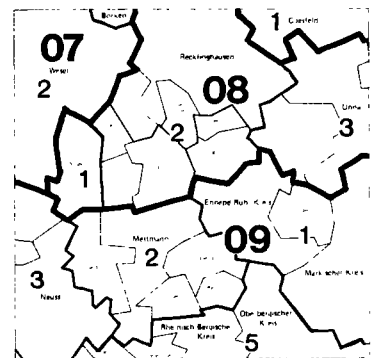 Borken
1
Coesfeld
07
Recklinghausen
Wesel
2
08
Unna
2
3
1
Ennepe Ruhr Kreis
Mettmann
09
1
2
3
Märkischer Kreis
Neuss
Rheinisch Bergischer
Kreis
Oberbergischer
Kreis
5